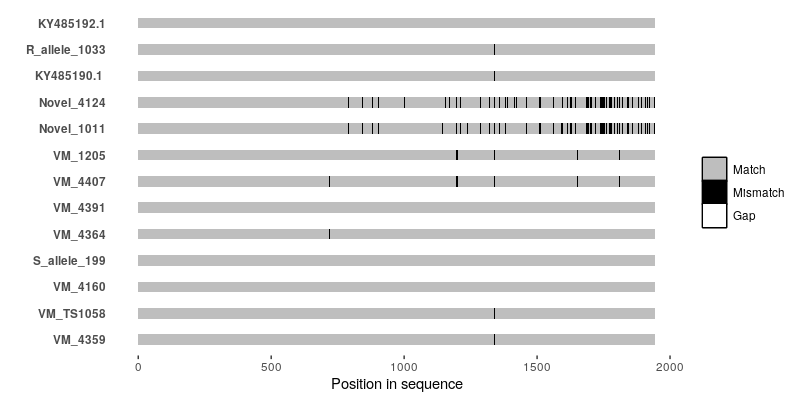 KY485192.1
R_allele_1033
KY485190.1
Novel_4124
Novel_1011
VM_1205
VM_4407
VM_4391
VM_4364
S_allele_199
VM_4160
VM_TS1058
VM_4359
0 500 1000 1500 2000
Position in sequence
Match
Mismatch
Gap